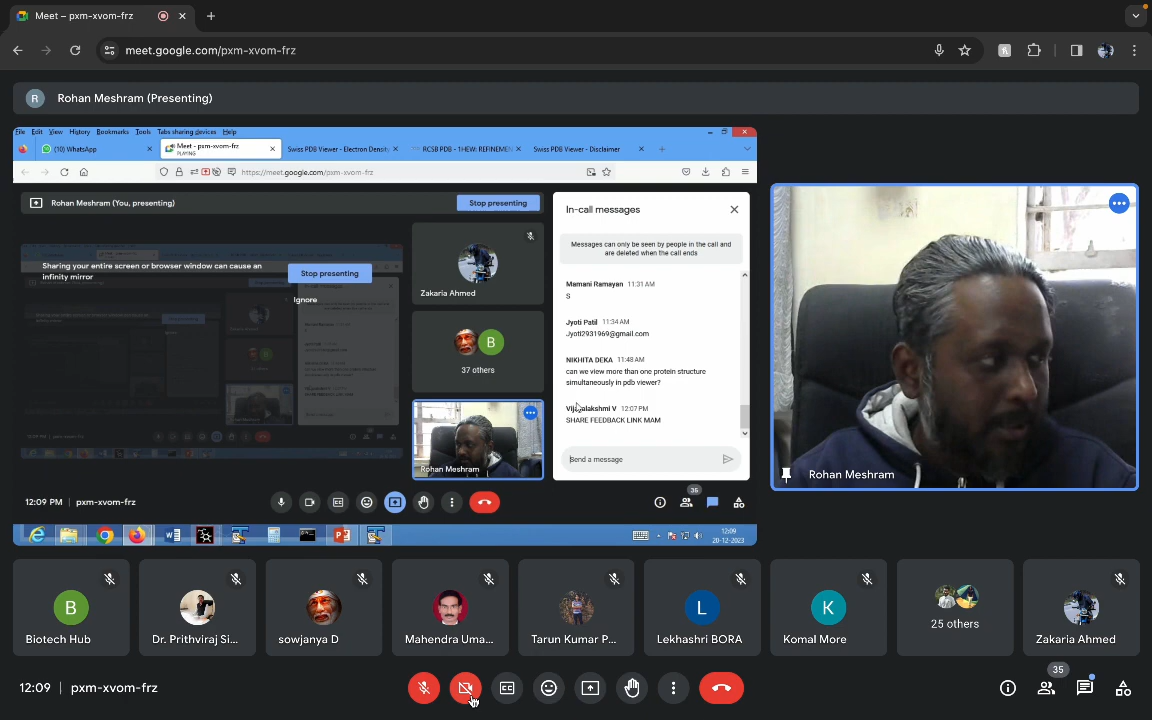 Meet – pxm-xvom-frz
meet.google.com/pxm-xvom-frz
R Rohan Meshram (Presenting)
File Edit View History Bookmarks Tools Tabs sharing devices Help
(10) WhatsApp
Meet - pxm-xvom-frz
PLAYING
Swiss PDB Viewer - Electron Density
RCSB PDB - 1HEW: REFINEMEN
Swiss PDB Viewer - Disclaimer
https://meet.google.com/pxm-xvom-frz
Rohan Meshram (You, presenting)
Stop presenting
Sharing your entire screen or browser window can cause an
infinity mirror
Stop presenting
Ignore
Zakaria Ahmed
B
37 others
Rohan Meshram
In-call messages
Messages can only be seen by people in the call and
are deleted when the call ends
Mamani Ramayan 11:31 AM
S
Jyoti Patil 11:34 AM
Jyoti2931969@gmail.com
NIKHITA DEKA 11:48 AM
can we view more than one protein structure
simultaneously in pdb viewer?
Vijayalakshmi V 12:07 PM
SHARE FEEDBACK LINK MAM
Send a message
12:09 PM | pxm-xvom-frz
35
12:09
20-12-2023
Rohan Meshram
B
Biotech Hub
Dr. Prithviraj Si...
sowjanya D
Mahendra Uma...
Tarun Kumar P...
L
Lekhashri BORA
K
Komal More
25 others
Zakaria Ahmed
12:09 | pxm-xvom-frz
35